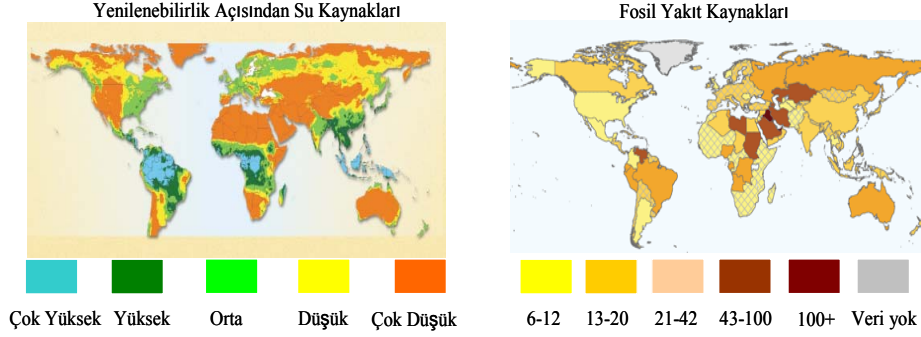 Yenilenebilirlik Açısından Su Kaynakları
Fosil Yakıt Kaynakları
Çok Yüksek Yüksek Orta Düşük Çok Düşük
6-12 13-20 21-42 43-100 100+ Veri yok